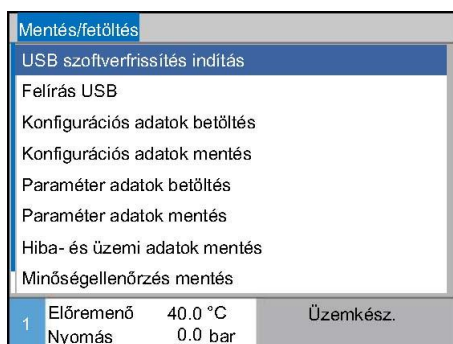 Mentés/fetöltés
USB szoftverfrissítés indítás
Felírás USB
Konfigurációs adatok betöltés
Konfigurációs adatok mentés
Paraméter adatok betöltés
Paraméter adatok mentés
Hiba- és üzemi adatok mentés
Minőségellenőrzés mentés
1 Előremenő 40.0 °C Üzemkész.
Nyomás 0.0 bar